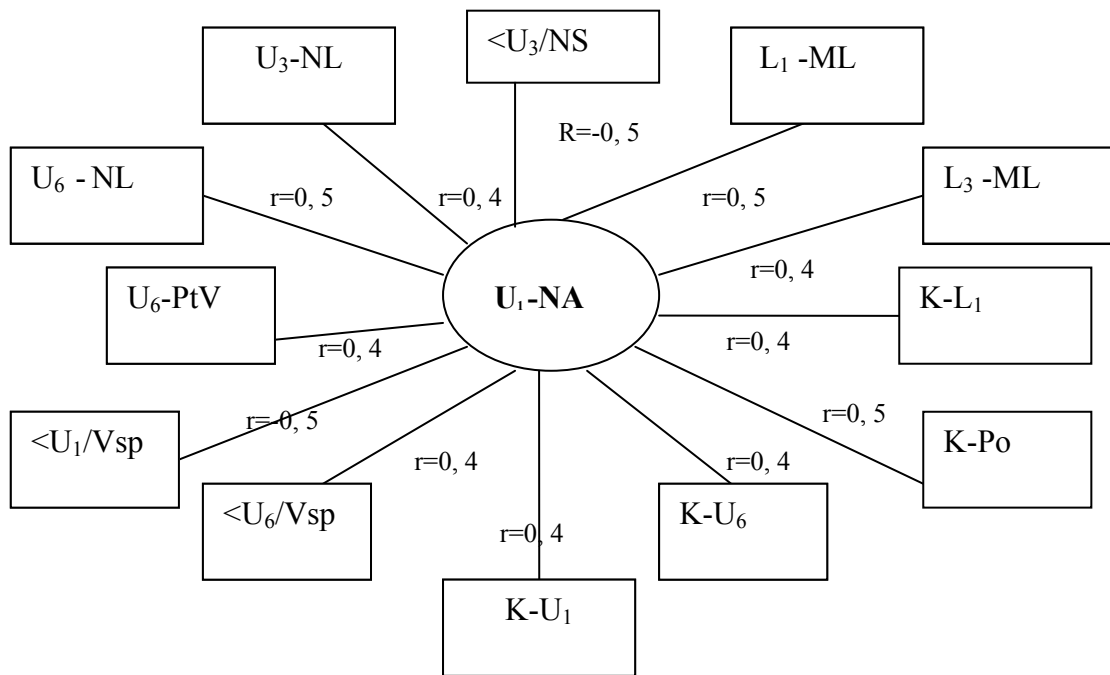 <U₃/NS
U₃-NL
L₁ -ML
R=-0, 5
U₆ - NL
L₃ -ML
r=0, 5
r=0, 4
r=0, 5
U₆-PtV
r=0, 4
U₁-NA
K-L₁
r=0, 4
r=0, 4
<U₁/Vsp
r=-0, 5
r=0, 5
K-Po
r=0, 4
r=0, 4
<U₆/Vsp
K-U₆
r=0, 4
K-U₁